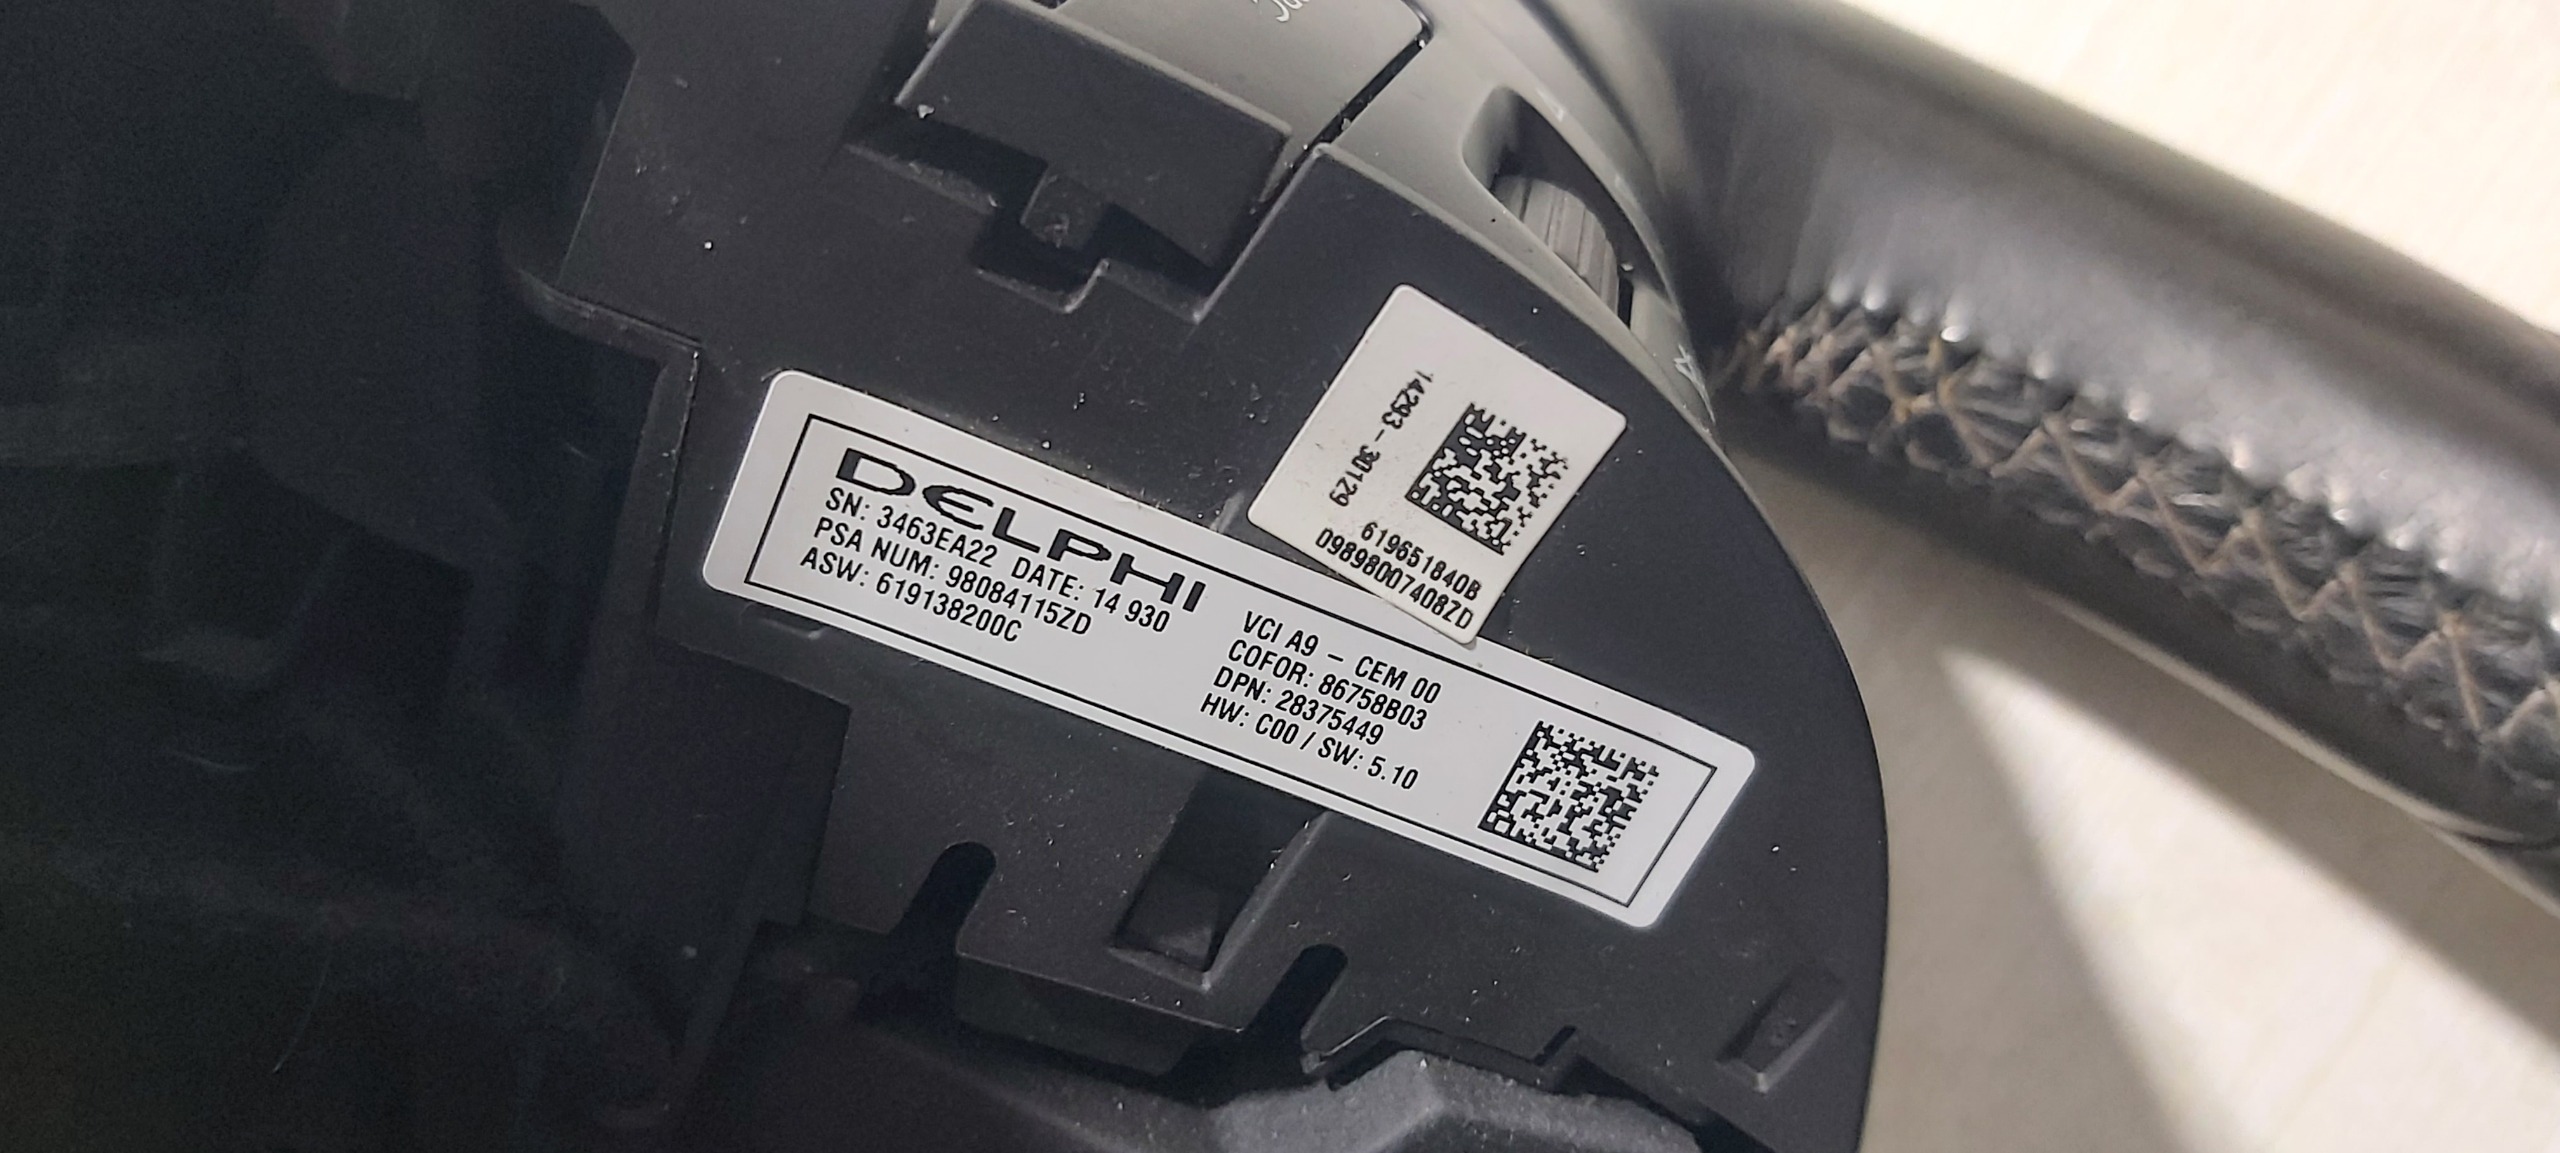 14293-30129
619651840B
09898007408ZD
DELPHI
SN: 3463EA22 DATE: 14 930
PSA NUM: 98084115ZD
ASW: 619138200C
VCI A9 - CEM 00
COFOR: 86758B03
DPN: 28375449
HW: C00 / SW: 5.10